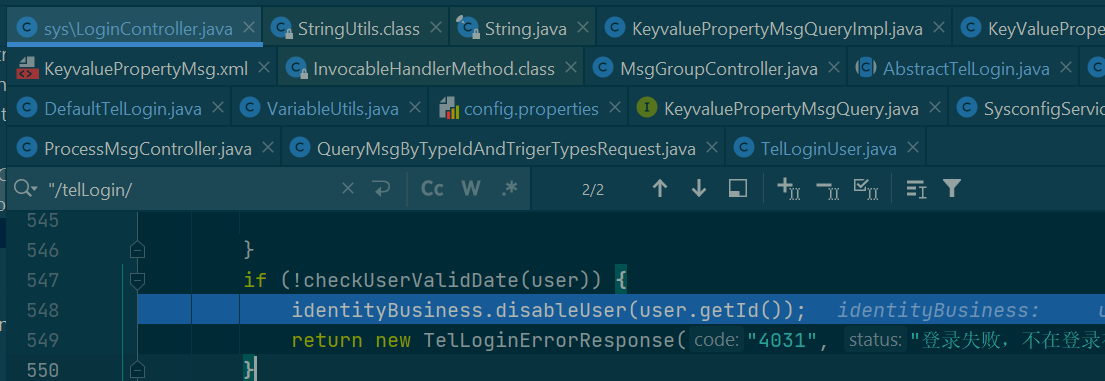 sys\LoginController.java StringUtils.class String.java KeyvaluePropertyMsgQueryImpl.java KeyValueProperty
KeyvaluePropertyMsg.xml InvocableHandlerMethod.class MsgGroupController.java AbstractTelLogin.java
DefaultTelLogin.java VariableUtils.java config.properties KeyvaluePropertyMsgQuery.java SysconfigServic
ProcessMsgController.java QueryMsgByTypeIdAndTrigerTypesRequest.java TelLoginUser.java
"/telLogin/ Cc W .* 2/2
545
546 }
547 if (!checkUserValidDate(user)) {
548 identityBusiness.disableUser(user.getId()); identityBusiness: u
549 return new TelLoginErrorResponse( code: "4031", status: "登录失败，不在登录
550 }